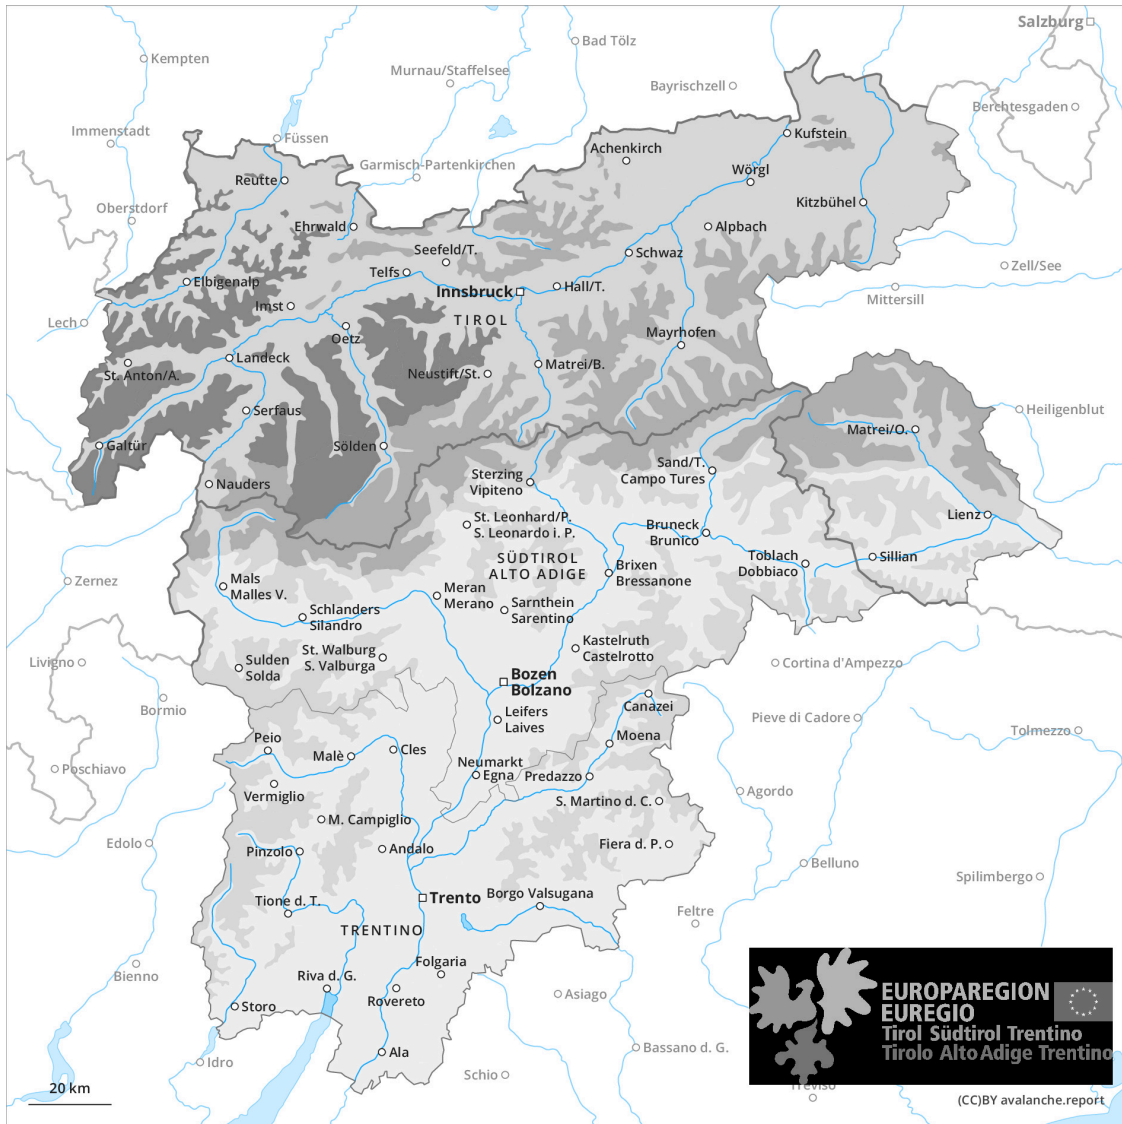 Salzburg
Bad Tölz
Kempten
Murnau/Staffelsee
Bayrischzell
Berchtesgaden
Immenstadt
Füssen
Kufstein
Achenkirch
Garmisch-Partenkirchen
Wörgl
Reutte
Oberstdorf
Kitzbühel
Ehrwald
Alpbach
Seefeld/T.
Schwaz
Zell/See
Telfs
Elbigenalp
Hall/T.
Innsbruck
Mittersill
Imst
Lech
TIROL
Oetz
Mayrhofen
Landeck
Matrei/B.
St. Anton/A.
Neustift/St.
Serfaus
Heiligenblut
Matrei/O.
Galtür
Sölden
Sand/T.
Campo Tures
Sterzing
Vipiteno
Nauders
Lienz
St. Leonhard/P.
S. Leonardo i. P.
Bruneck
Brunico
SÜDTIROL
ALTO ADIGE
Toblach
Dobbiaco
Sillian
Brixen
Bressanone
Zernez
Mals
Malles V.
Meran
Merano
Sarnthein
Sarentino
Schlanders
Silandro
Kastelruth
Castelrotto
St. Walburg
S. Valburga
Livigno
Sulden
Solda
Cortina d'Ampezzo
Bozen
Bolzano
Bormio
Canazei
Leifers
Laives
Pieve di Cadore
Tolmezzo
Moena
Peio
Malè
Cles
Neumarkt
Egna
Predazzo
Poschiavo
Vermiglio
Agordo
S. Martino d. C.
M. Campiglio
Edolo
Fiera d. P.
Pinzolo
Andalo
Belluno
Spilimbergo
Borgo Valsugana
Trento
Tione d. T.
Feltre
TRENTINO
Folgaria
Bienno
Riva d. G.
Asiago
Rovereto
Storo
EUROPAREGION
EUREGIO
Tirol Südtirol Trentino
Tirolo Alto Adige Trentino
Bassano d. G.
Ala
Idro
Schio
Treviso
20 km
(CC)BY avalanche.report